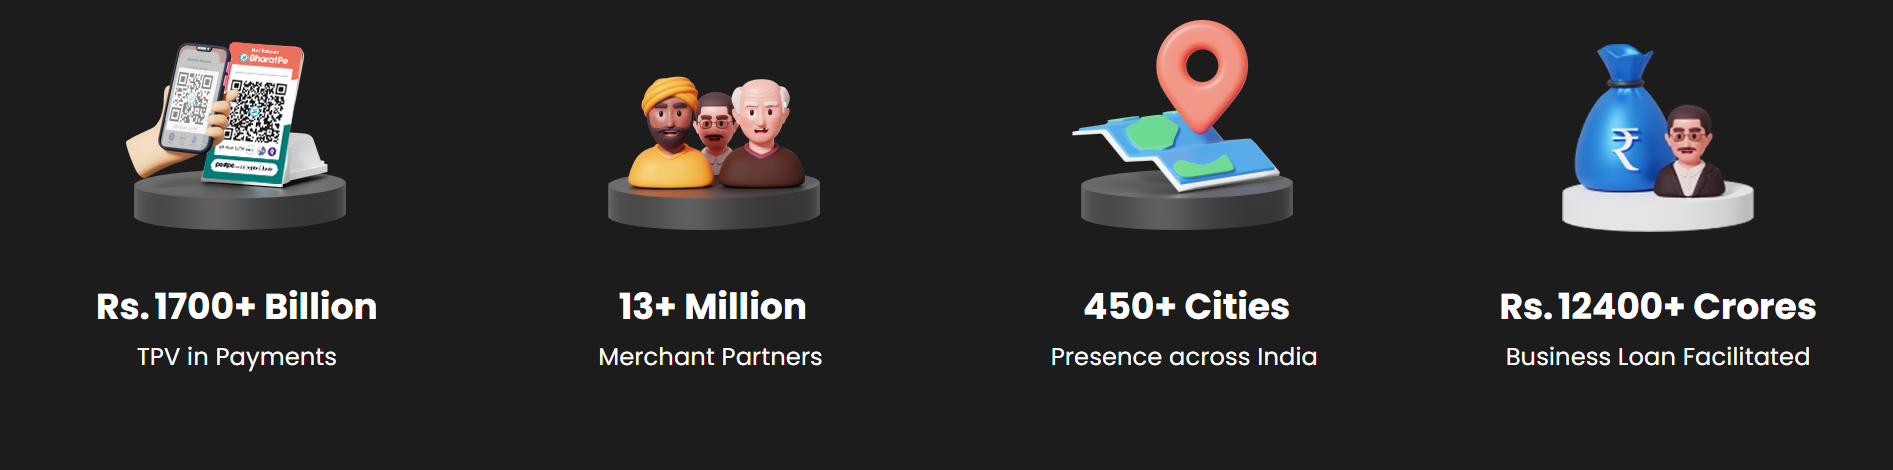 BharatPe
Rs. 1700+ Billion
TPV in Payments
13+ Million
Merchant Partners
450+ Cities
Presence across India
₹
Rs. 12400+ Crores
Business Loan Facilitated